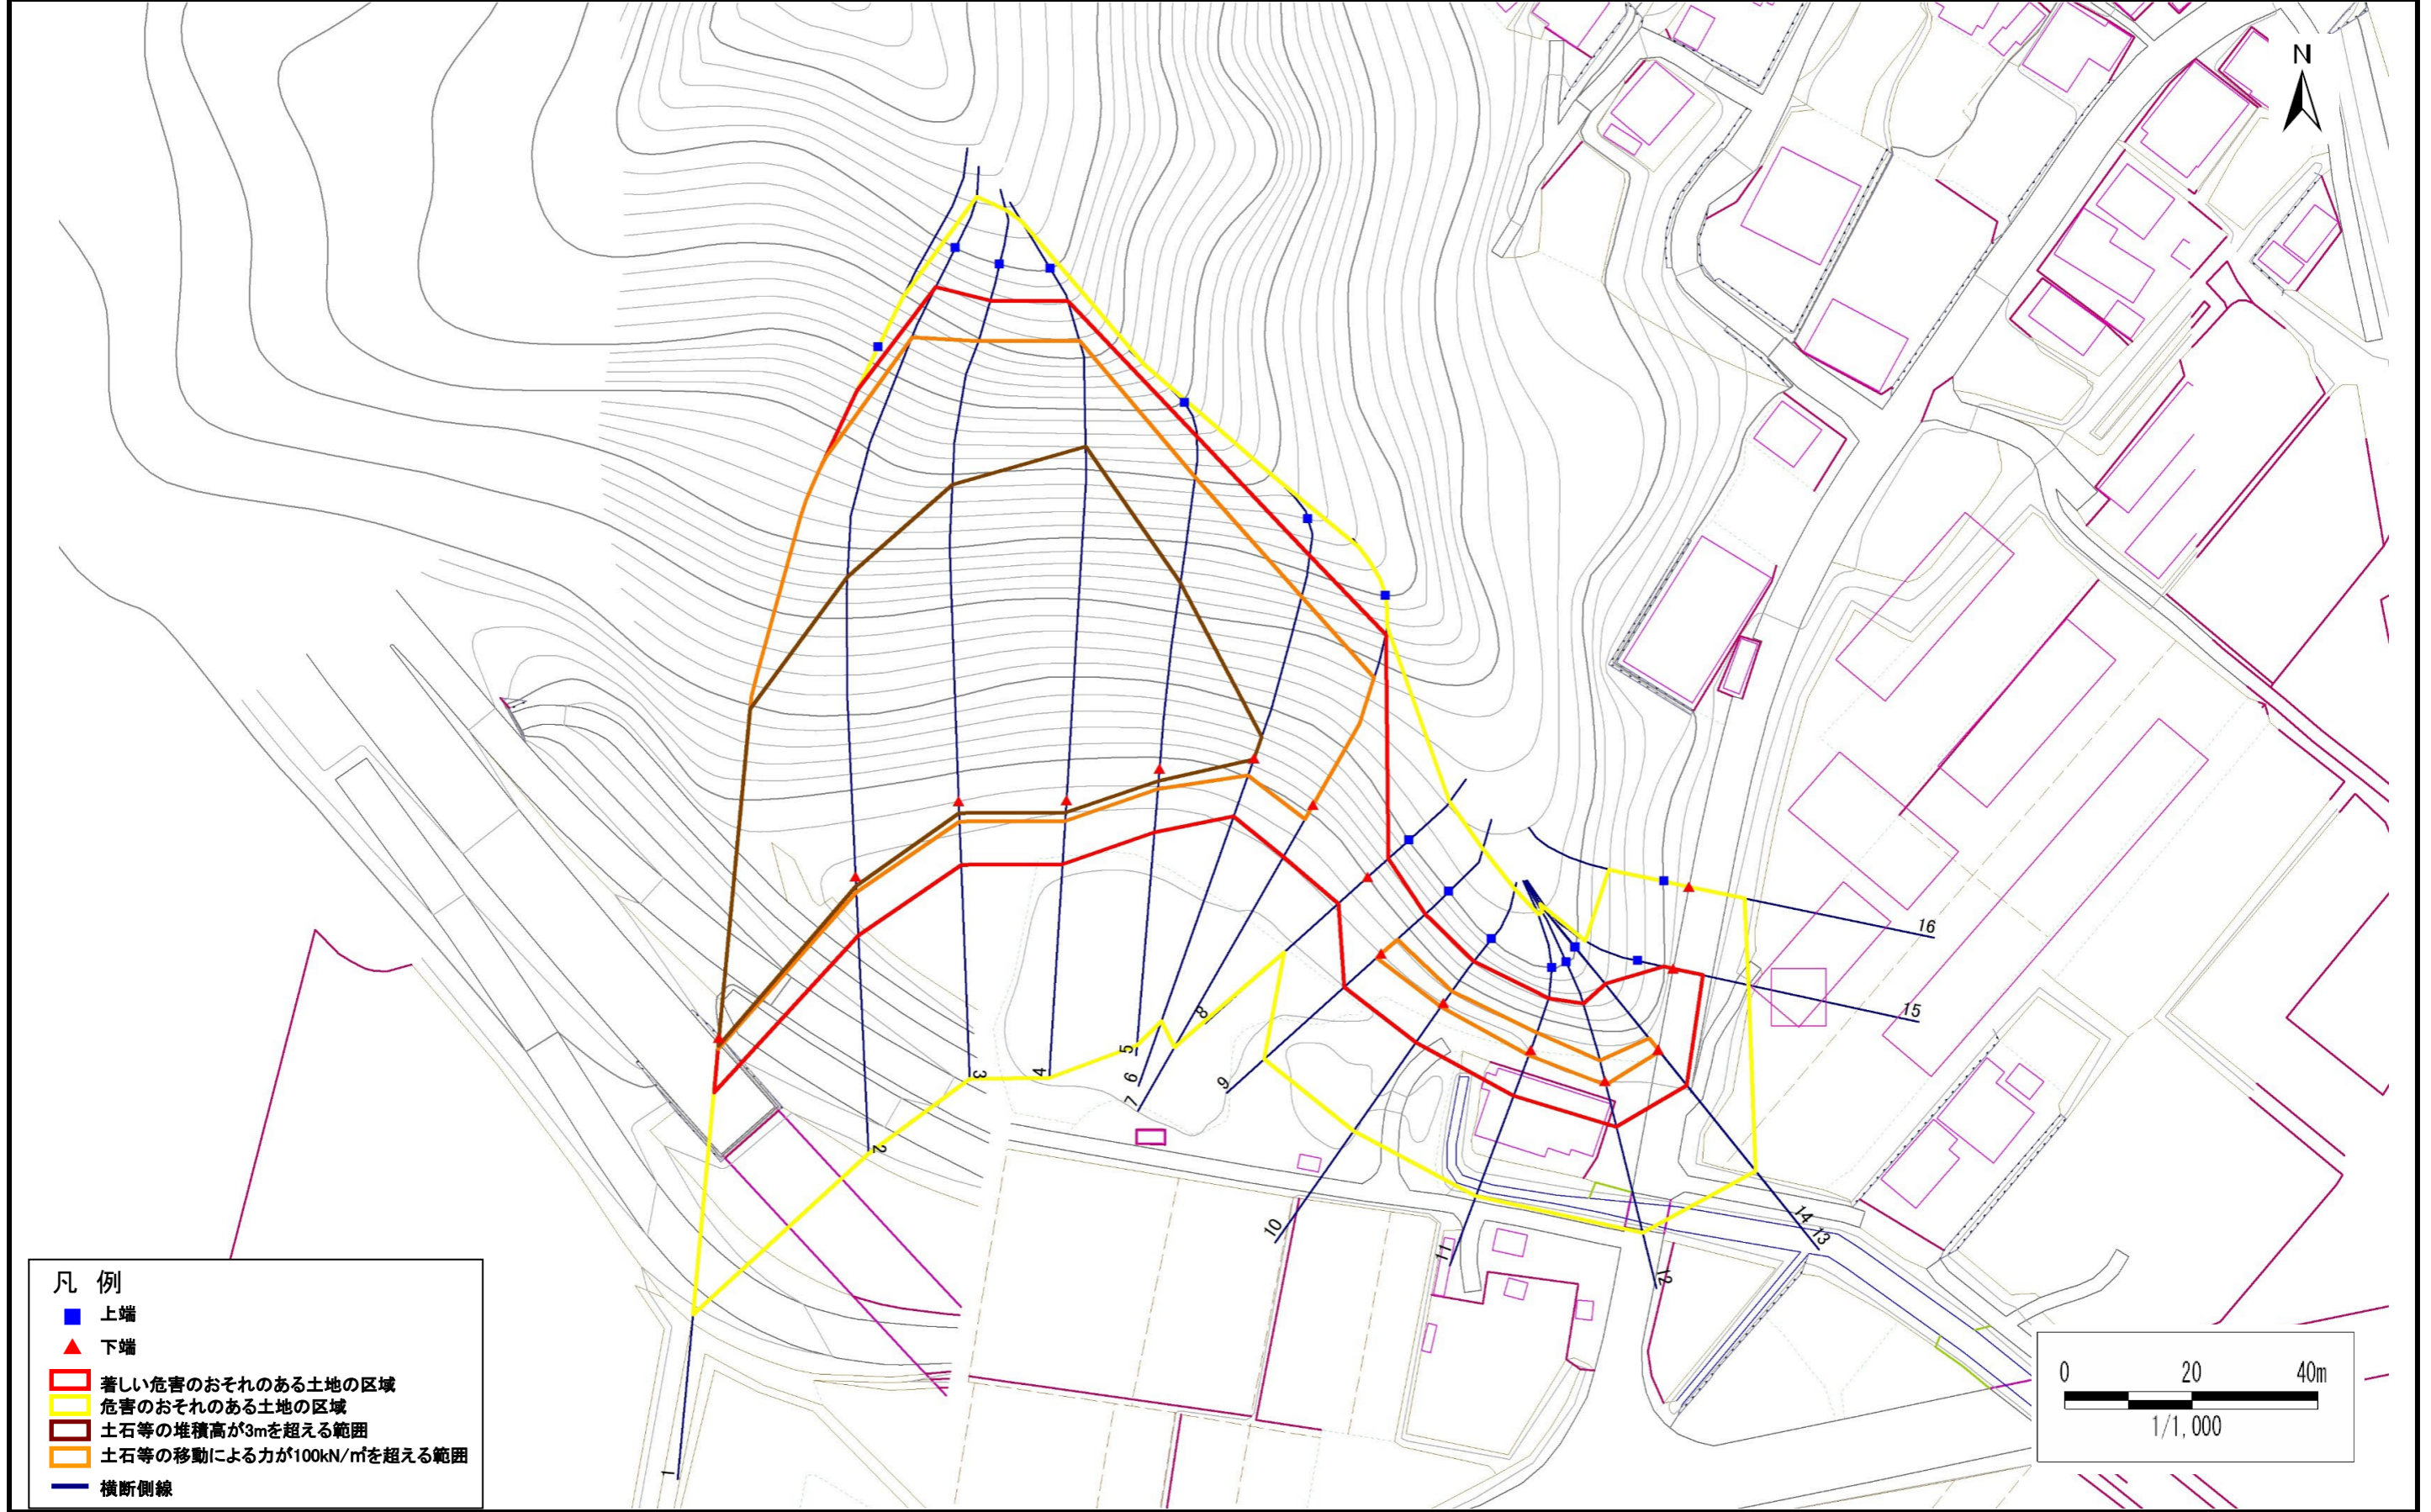 N
16
15
8
5
4
3
6
9
7
2
14
13
10
11
12
1
凡 例
上端
下端
著しい危害のおそれのある土地の区域
危害のおそれのある土地の区域
土石等の堆積高が3mを超える範囲
土石等の移動による力が100kN/㎡を超える範囲
横断側線
0 20 40m
1/1,000